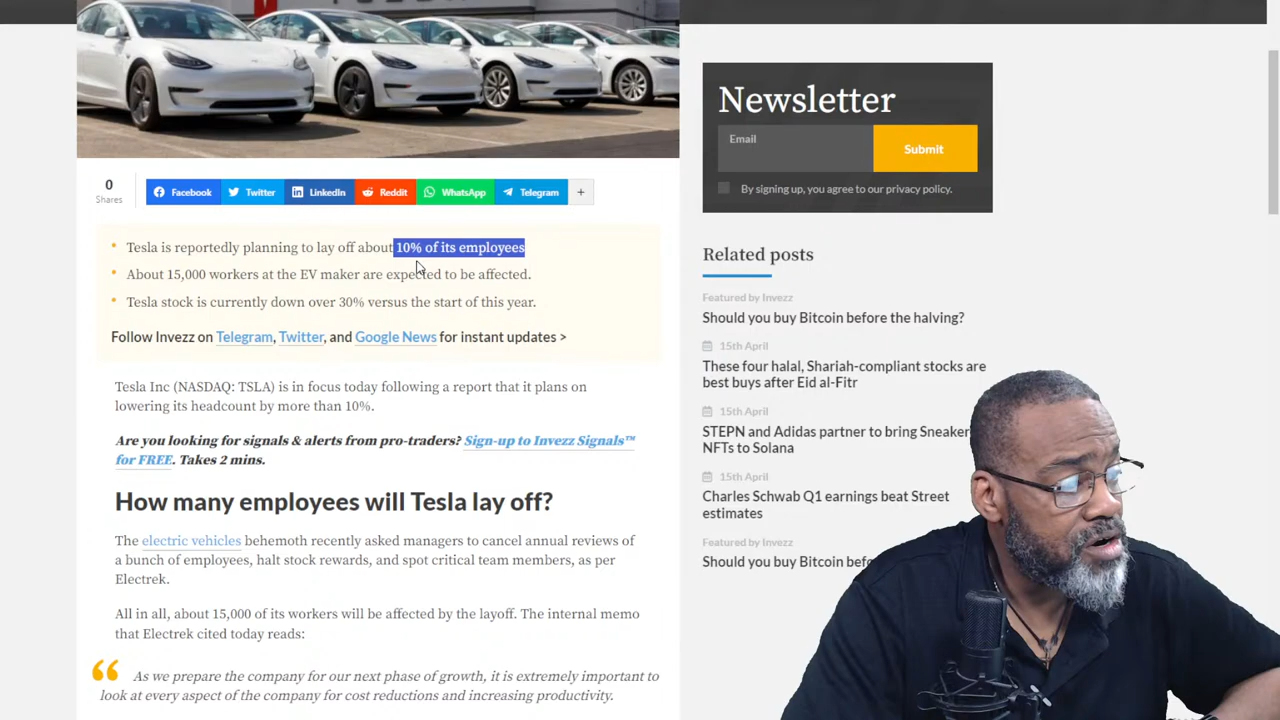 0
Shares
Facebook
Twitter
LinkedIn
Reddit
WhatsApp
Telegram
+
Tesla is reportedly planning to lay off about 10% of its employees
About 15,000 workers at the EV maker are expected to be affected.
Tesla stock is currently down over 30% versus the start of this year.
Follow Invezz on Telegram, Twitter, and Google News for instant updates >
Tesla Inc (NASDAQ: TSLA) is in focus today following a report that it plans on
lowering its headcount by more than 10%.
Are you looking for signals & alerts from pro-traders? Sign-up to Invezz Signals™
for FREE. Takes 2 mins.
How many employees will Tesla lay off?
The electric vehicles behemoth recently asked managers to cancel annual reviews of
a bunch of employees, halt stock rewards, and spot critical team members, as per
Electrek.
All in all, about 15,000 of its workers will be affected by the layoff. The internal memo
that Electrek cited today reads:
“ As we prepare the company for our next phase of growth, it is extremely important to
look at every aspect of the company for cost reductions and increasing productivity.
Newsletter
Email
Submit
By signing up, you agree to our privacy policy.
Related posts
Featured by Invezz
Should you buy Bitcoin before the halving?
15th April
These four halal, Shariah-compliant stocks are
best buys after Eid al-Fitr
15th April
STEPN and Adidas partner to bring Sneaker
NFTs to Solana
15th April
Charles Schwab Q1 earnings beat Street
estimates
Featured by Invezz
Should you buy Bitcoin